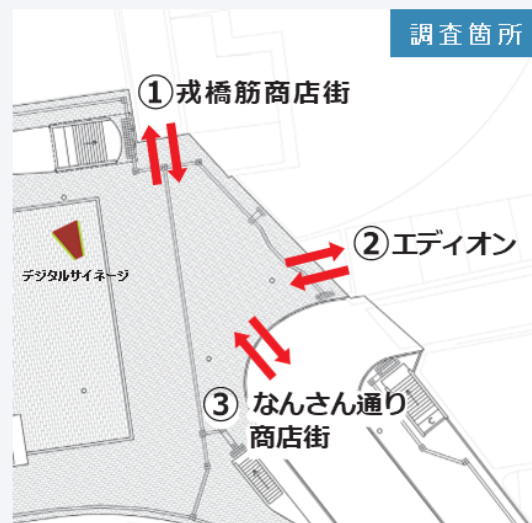 調査箇所
①戎橋筋商店街
②エディオン
デジタルサイネージ
③ なんさん通り
商店街